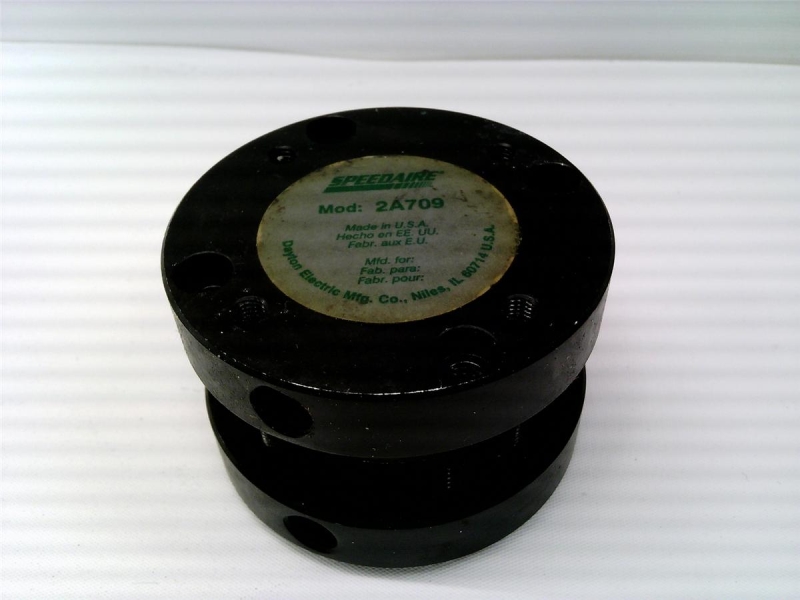 SPEEDAIRE
Mod: 2A709
Made in U.S.A.
Hecho en EE. UU.
Fabr. aux E.U.
Mfd. for:
Fab. para:
Fabr. pour:
Dayton Electric Mfg. Co., Niles, IL 60714 U.S.A.